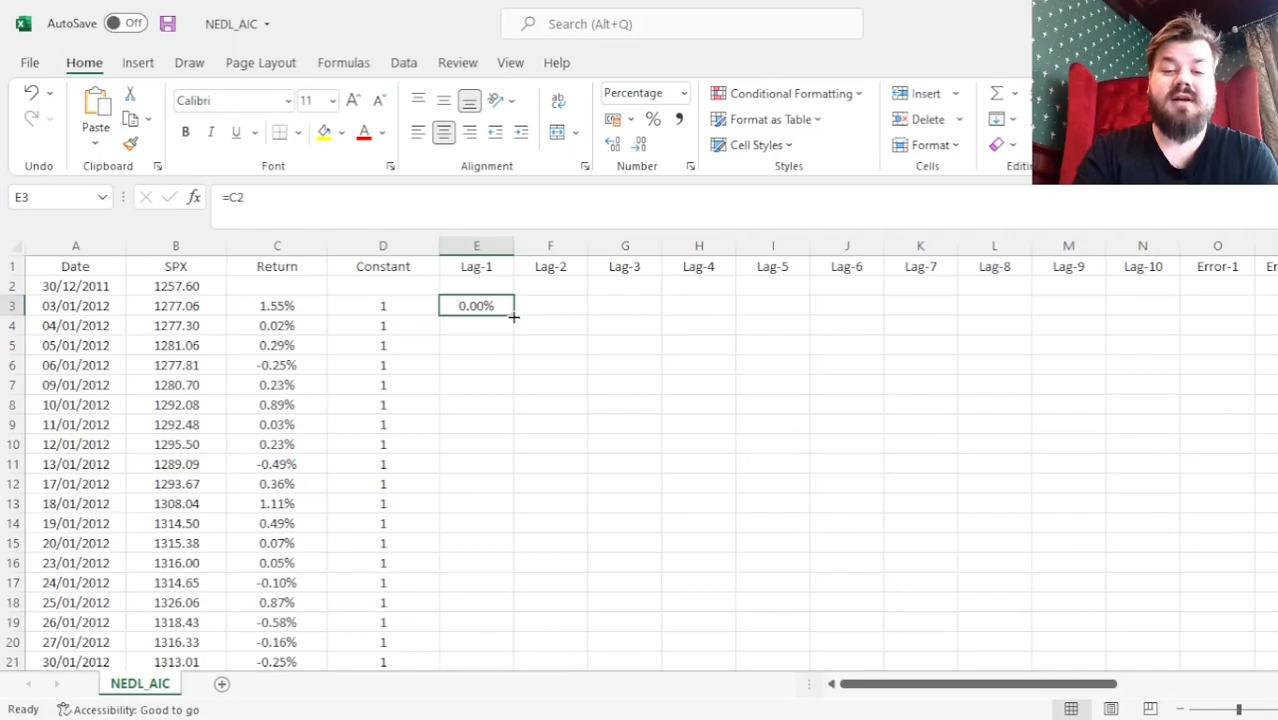 AutoSave Off NEDL_AIC Search (Alt+Q)
File Home Insert Draw Page Layout Formulas Data Review View Help
Calibri 11 Percentage Conditional Formatting Insert
Paste Format as Table Delete
Cell Styles Format
Undo Clipboard Font Alignment Number Styles Cells Editin
E3 fx =C2
A B C D E F G H I J K L M N O
1 Date SPX Return Constant Lag-1 Lag-2 Lag-3 Lag-4 Lag-5 Lag-6 Lag-7 Lag-8 Lag-9 Lag-10 Error-1 Er
2 30/12/2011 1257.60
3 03/01/2012 1277.06 1.55% 1 0.00%
4 04/01/2012 1277.30 0.02% 1
5 05/01/2012 1281.06 0.29% 1
6 06/01/2012 1277.81 -0.25% 1
7 09/01/2012 1280.70 0.23% 1
8 10/01/2012 1292.08 0.89% 1
9 11/01/2012 1292.48 0.03% 1
10 12/01/2012 1295.50 0.23% 1
11 13/01/2012 1289.09 -0.49% 1
12 17/01/2012 1293.67 0.36% 1
13 18/01/2012 1308.04 1.11% 1
14 19/01/2012 1314.50 0.49% 1
15 20/01/2012 1315.38 0.07% 1
16 23/01/2012 1316.00 0.05% 1
17 24/01/2012 1314.65 -0.10% 1
18 25/01/2012 1326.06 0.87% 1
19 26/01/2012 1318.43 -0.58% 1
20 27/01/2012 1316.33 -0.16% 1
21 30/01/2012 1313.01 -0.25% 1
NEDL_AIC
Ready Accessibility: Good to go